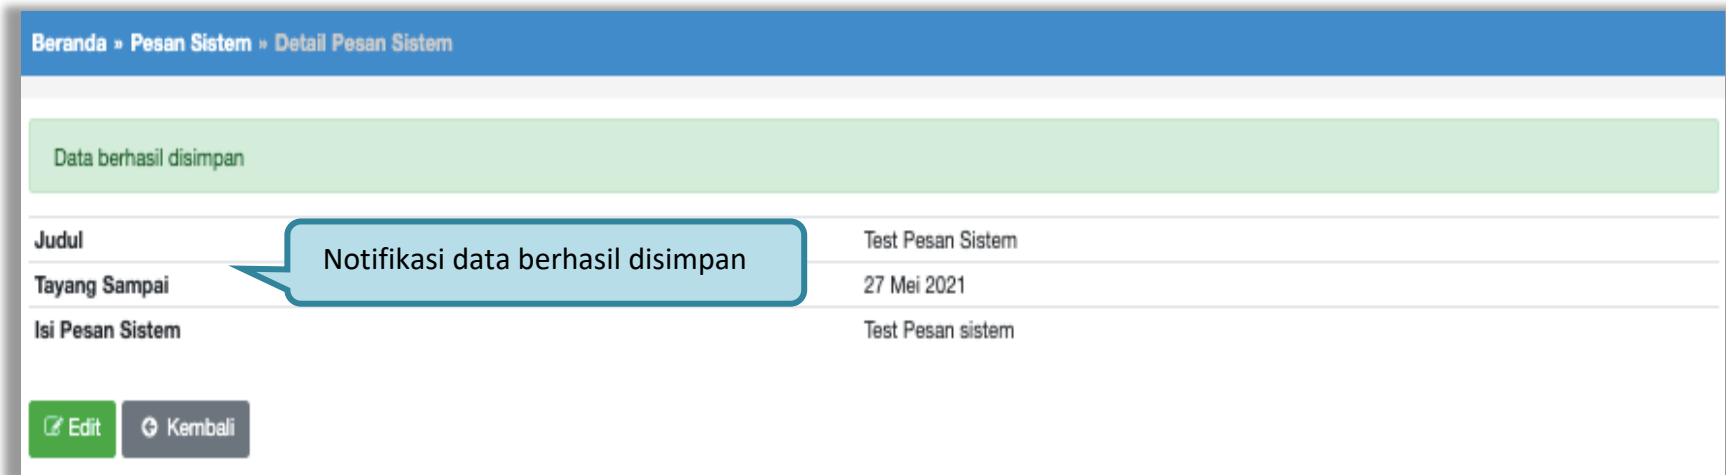 Beranda » Pesan Sistem » Detail Pesan Sistem
Data berhasil disimpan
Judul Test Pesan Sistem
Notifikasi data berhasil disimpan
Tayang Sampai 27 Mei 2021
Isi Pesan Sistem Test Pesan sistem
Edit Kembali